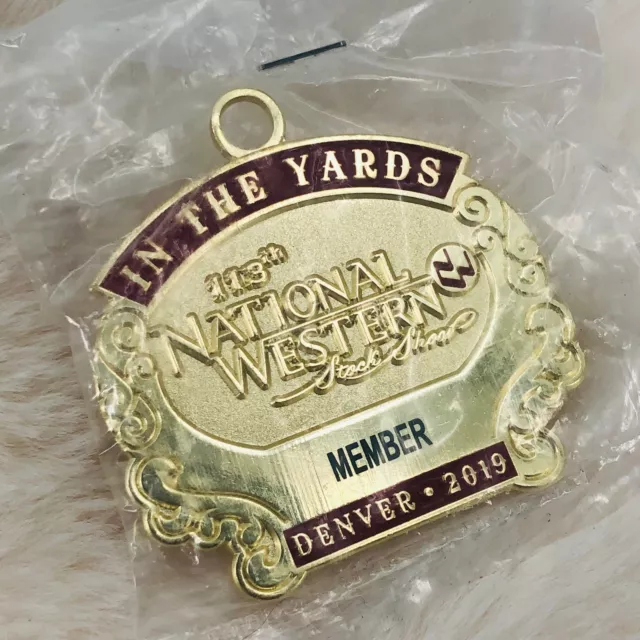 IN THE YARDS
113th
NATIONAL
WESTERN
Stock Show
MEMBER
DENVER • 2019